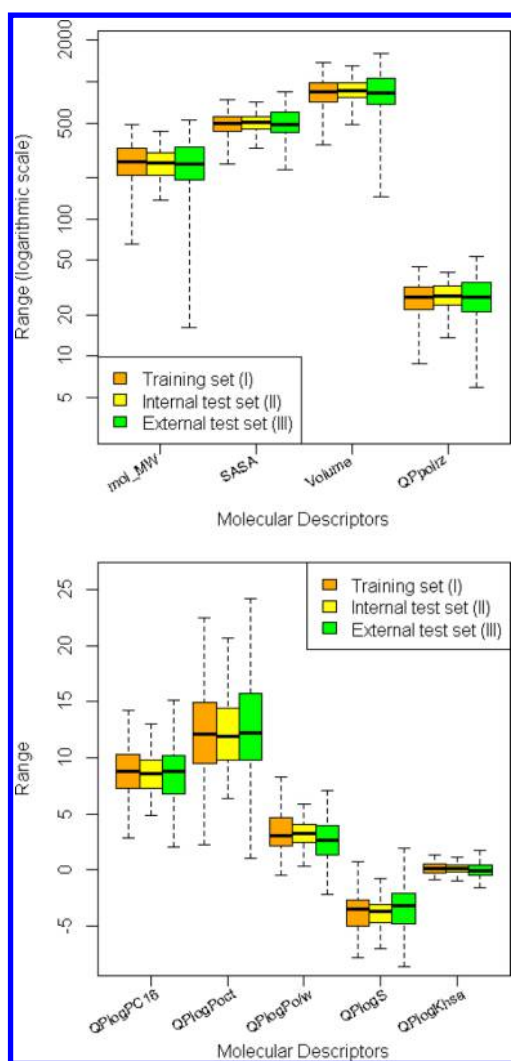 2000
500
100
50
20
10
5
Range (logarithmic scale)
Training set (I)
Internal test set (II)
External test set (III)
mol_MW
SASA
Volume
QPpolrz
Molecular Descriptors
25
20
15
10
5
0
-5
Range
Training set (I)
Internal test set (II)
External test set (III)
QPlogPC16
QPlogPoct
QPlogPo/w
QPlogS
QPlogKhsa
Molecular Descriptors